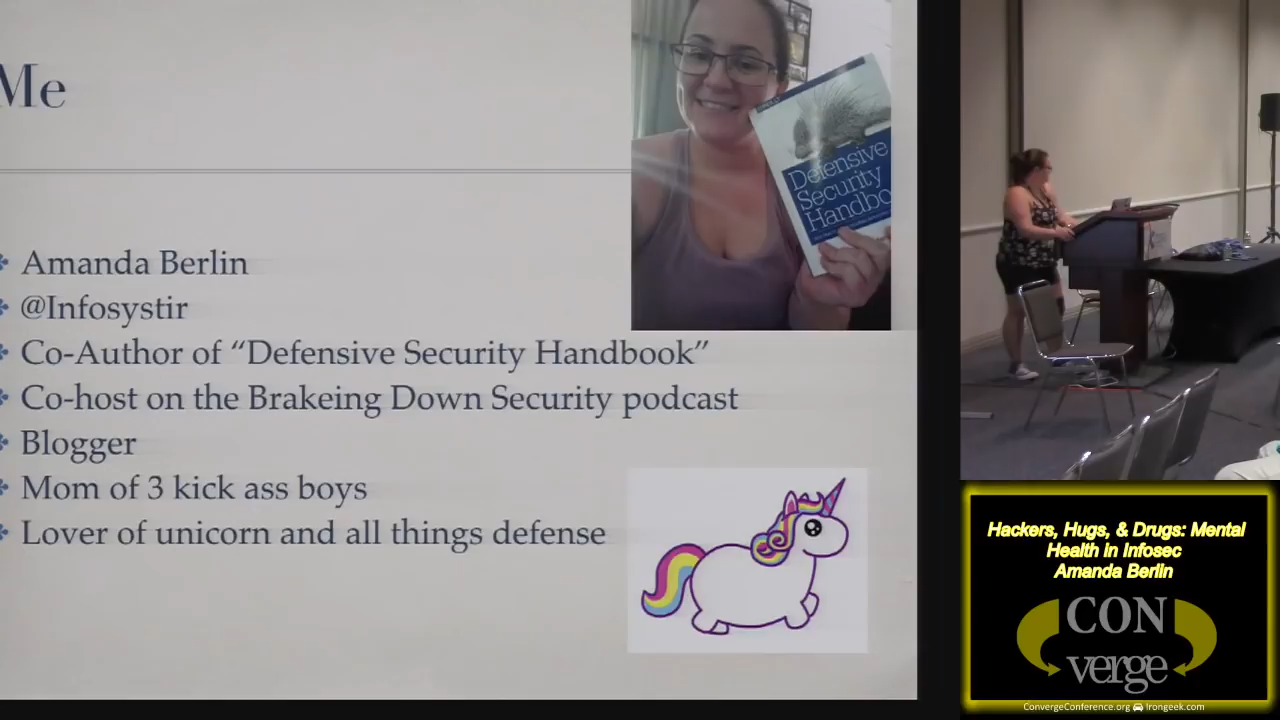 Me
Amanda Berlin
@Infosystir
Co-Author of “Defensive Security Handbook”
Co-host on the Brakeing Down Security podcast
Blogger
Mom of 3 kick ass boys
Lover of unicorn and all things defense
Defensive
Security
Handbo
Hackers, Hugs, & Drugs: Mental
Health in Infosec
Amanda Berlin
CON
verge
ConvergeConference.org Irongeek.com